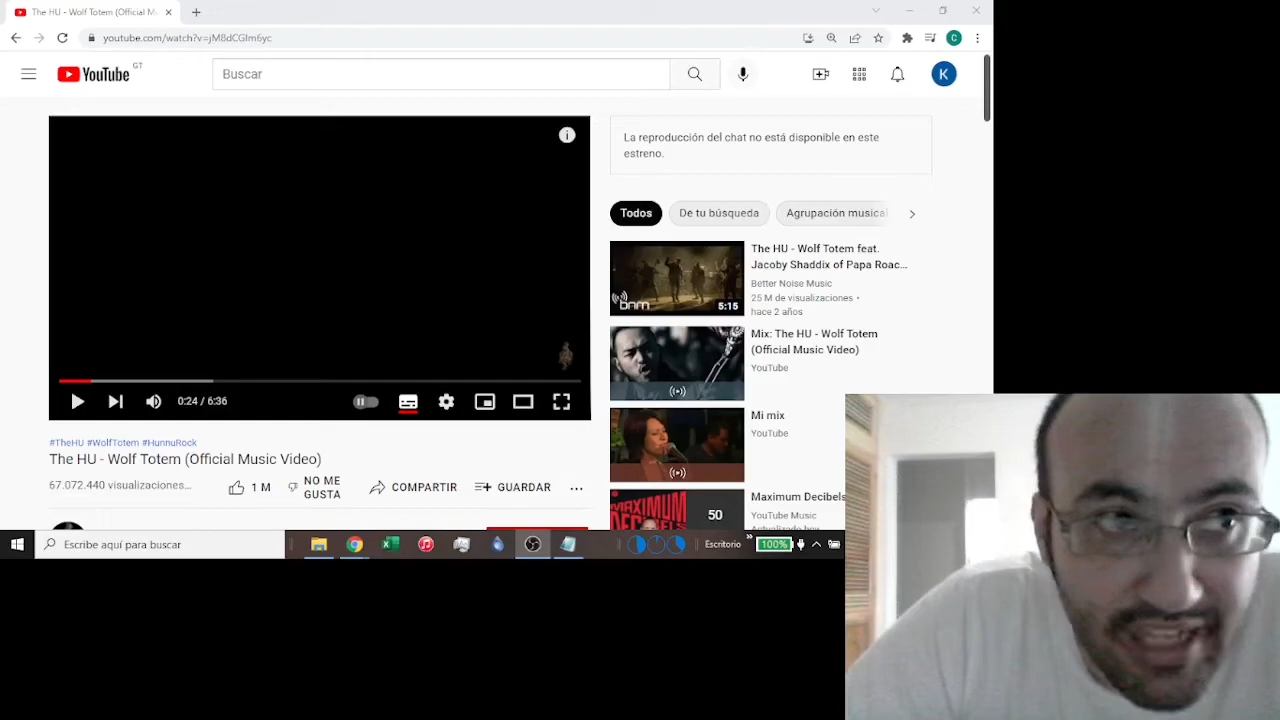 The HU - Wolf Totem (Official M
youtube.com/watch?v=jM8dCGlm6yc
C
YouTube GT
Buscar
K
La reproducción del chat no está disponible en este
estreno.
Todos
De tu búsqueda
Agrupación musical
The HU - Wolf Totem feat.
Jacoby Shaddix of Papa Roac...
Better Noise Music
25 M de visualizaciones •
hace 2 años
bnm
5:15
Mix: The HU - Wolf Totem
(Official Music Video)
YouTube
Mi mix
YouTube
Maximum Decibels
YouTube Music
MAXIMUM
50
0:24 / 6:36
#TheHU #WolfTotem #HunnuRock
The HU - Wolf Totem (Official Music Video)
67.072.440 visualizaciones...
1 M
NO ME
GUSTA
COMPARTIR
GUARDAR
Escribe aquí para buscar
Escritorio
100%